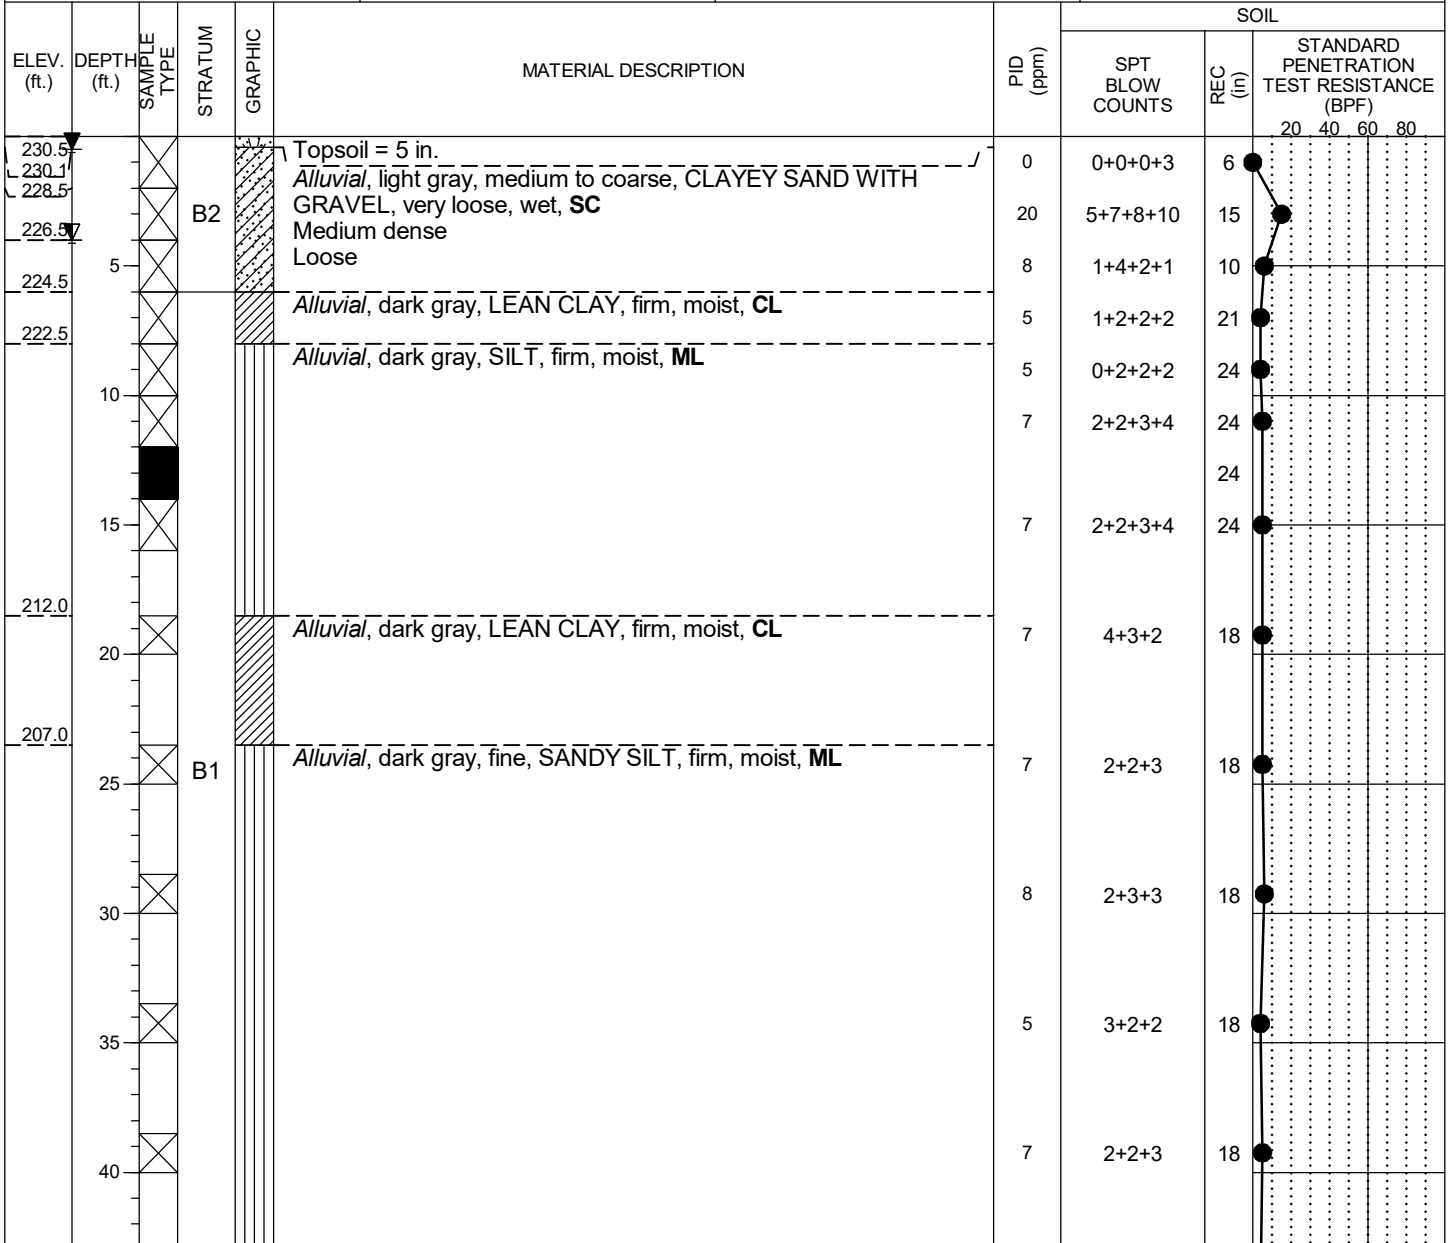 SOIL
ELEV. (ft.)
DEPTH (ft.)
SAMPLE TYPE
STRATUM
GRAPHIC
MATERIAL DESCRIPTION
PID (ppm)
SPT BLOW COUNTS
REC (in)
STANDARD PENETRATION TEST RESISTANCE (BPF)
20 40 60 80
230.5 Topsoil = 5 in. 0 0+0+0+3 6
230.1 Alluvial, light gray, medium to coarse, CLAYEY SAND WITH
228.5 GRAVEL, very loose, wet, SC
B2 20 5+7+8+10 15
226.5 Medium dense
5 Loose 8 1+4+2+1 10
224.5 Alluvial, dark gray, LEAN CLAY, firm, moist, CL
5 1+2+2+2 21
222.5 Alluvial, dark gray, SILT, firm, moist, ML
5 0+2+2+2 24
10
7 2+2+3+4 24
24
15 7 2+2+3+4 24
212.0 Alluvial, dark gray, LEAN CLAY, firm, moist, CL
7 4+3+2 18
20
207.0 Alluvial, dark gray, fine, SANDY SILT, firm, moist, ML
B1 7 2+2+3 18
25
8 2+3+3 18
30
5 3+2+2 18
35
7 2+2+3 18
40